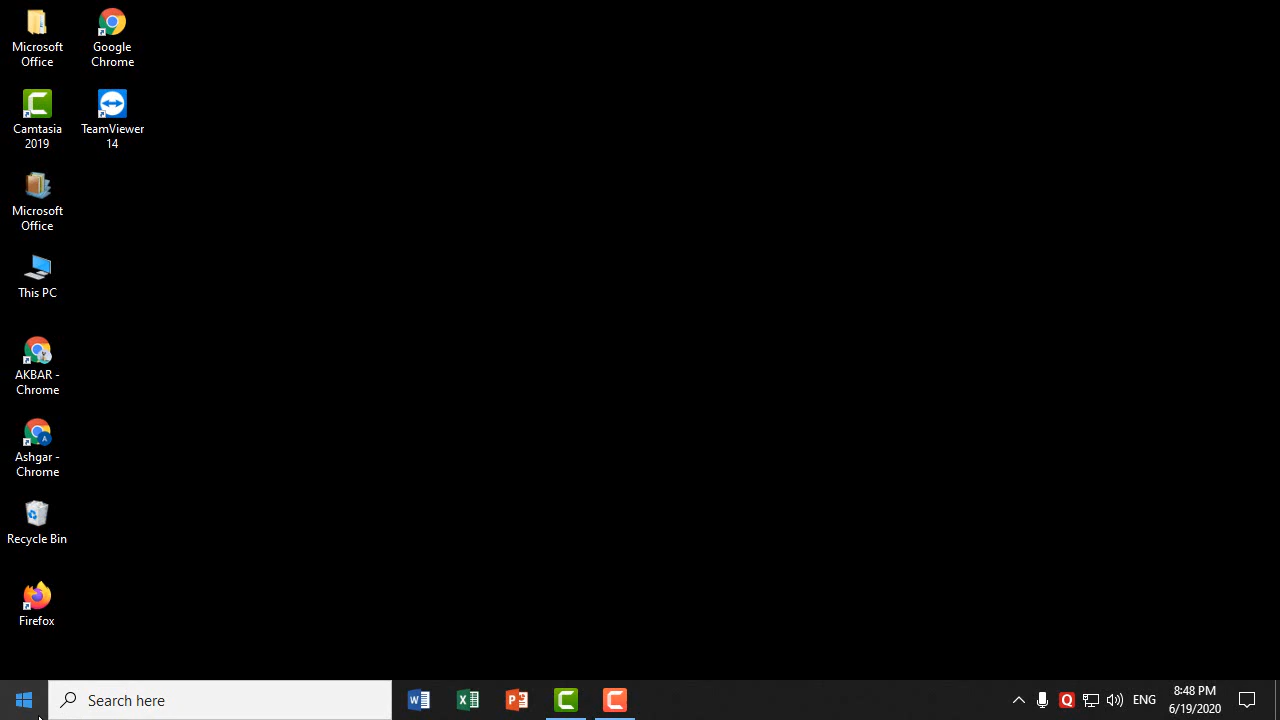 Microsoft
Office
Google
Chrome
Camtasia
2019
TeamViewer
14
Microsoft
Office
This PC
AKBAR -
Chrome
A
Ashgar -
Chrome
Recycle Bin
Firefox
Search here
ENG
8:48 PM
6/19/2020